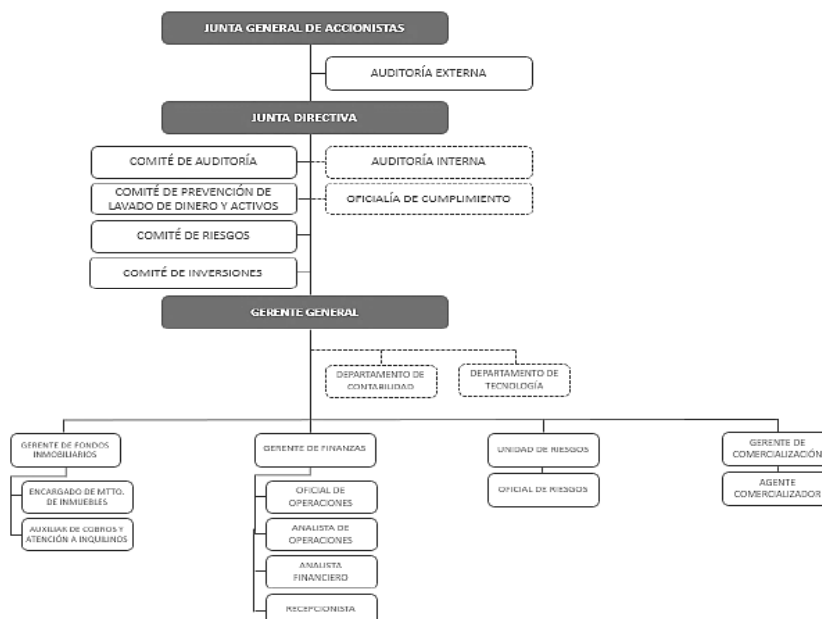 JUNTA GENERAL DE ACCIONISTAS
AUDITORÍA EXTERNA
JUNTA DIRECTIVA
COMITÉ DE AUDITORÍA
AUDITORÍA INTERNA
COMITÉ DE PREVENCIÓN DE
LAVADO DE DINERO Y ACTIVOS
OFICIALÍA DE CUMPLIMIENTO
COMITÉ DE RIESGOS
COMITÉ DE INVERSIONES
GERENTE GENERAL
DEPARTAMENTO DE
CONTABILIDAD
DEPARTAMENTO DE
TECNOLOGÍA
GERENTE DE FONDOS
INMOBILIARIOS
GERENTE DE FINANZAS
UNIDAD DE RIESGOS
GERENTE DE
COMERCIALIZACIÓN
ENCARGADO DE MTTO.
DE INMUEBLES
OFICIAL DE
OPERACIONES
OFICIAL DE RIESGOS
AGENTE
COMERCIALIZADOR
AUXILIAR DE COBROS Y
ATENCIÓN A INQUILINOS
ANALISTA DE
OPERACIONES
ANALISTA
FINANCIERO
RECEPCIONISTA